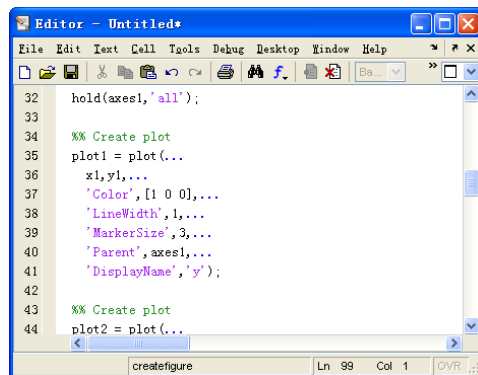 Editor - Untitled*
File Edit Text Cell Tools Debug Desktop Window Help
Ba...
32 hold(axes1,'all');
33
34 %% Create plot
35 plot1 = plot(...
36 x1,y1,...
37 'Color',[1 0 0],...
38 'LineWidth',1,...
39 'MarkerSize',3,...
40 'Parent',axes1,...
41 'DisplayName','y');
42
43 %% Create plot
44 plot2 = plot(...
createfigure Ln 99 Col 1 OVR